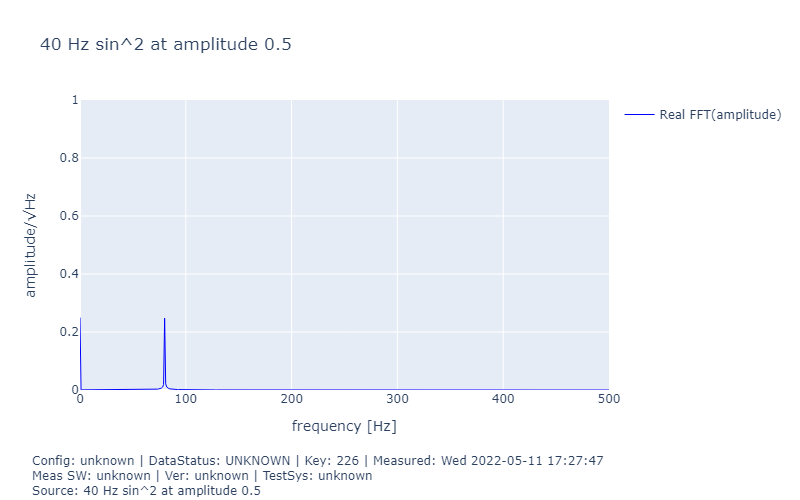 40 Hz sin^2 at amplitude 0.5
Real FFT(amplitude)
amplitude/√Hz
1
0.8
0.6
0.4
0.2
0
0 100 200 300 400 500
frequency [Hz]
Config: unknown | DataStatus: UNKNOWN | Key: 226 | Measured: Wed 2022-05-11 17:27:47
Meas SW: unknown | Ver: unknown | TestSys: unknown
Source: 40 Hz sin^2 at amplitude 0.5